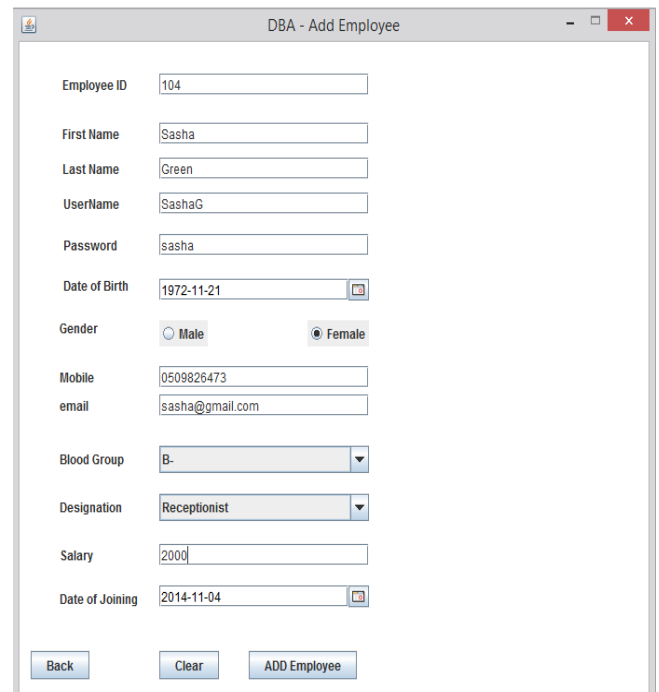 DBA - Add Employee
Employee ID 104
First Name Sasha
Last Name Green
UserName SashaG
Password sasha
Date of Birth 1972-11-21
Gender Male Female
Mobile 0509826473
email sasha@gmail.com
Blood Group B-
Designation Receptionist
Salary 2000
Date of Joining 2014-11-04
Back Clear ADD Employee